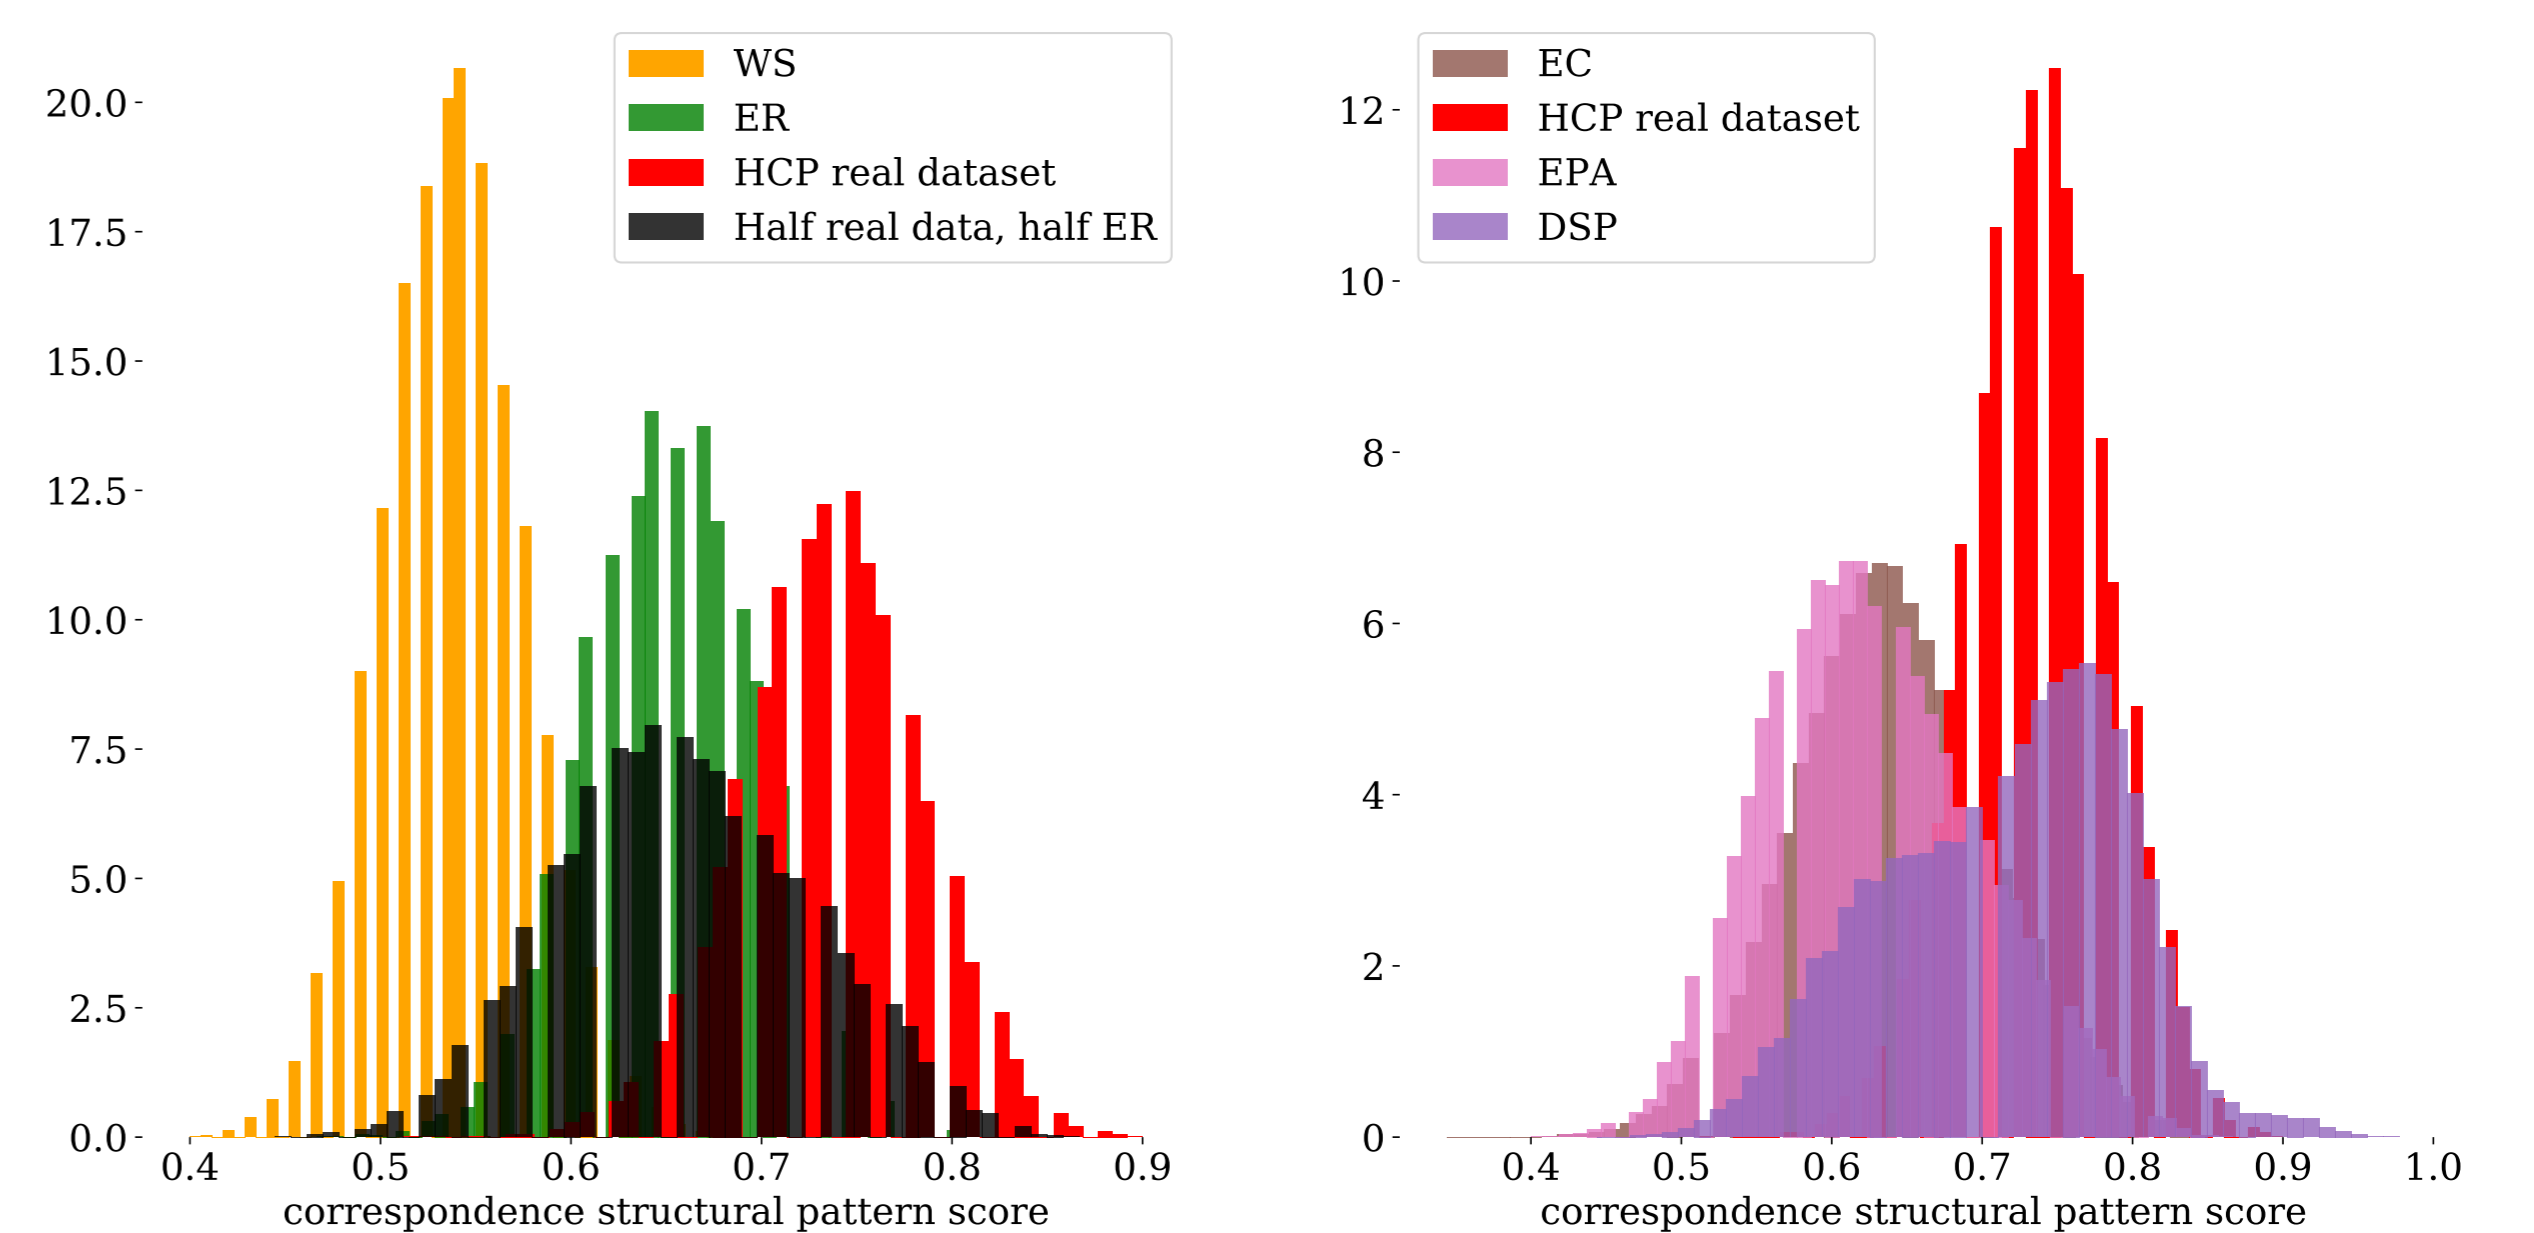 WS
ER
HCP real dataset
Half real data, half ER
20.0
17.5
15.0
12.5
10.0
7.5
5.0
2.5
0.0
0.4 0.5 0.6 0.7 0.8 0.9
correspondence structural pattern score
EC
HCP real dataset
EPA
DSP
12
10
8
6
4
2
0
0.4 0.5 0.6 0.7 0.8 0.9 1.0
correspondence structural pattern score